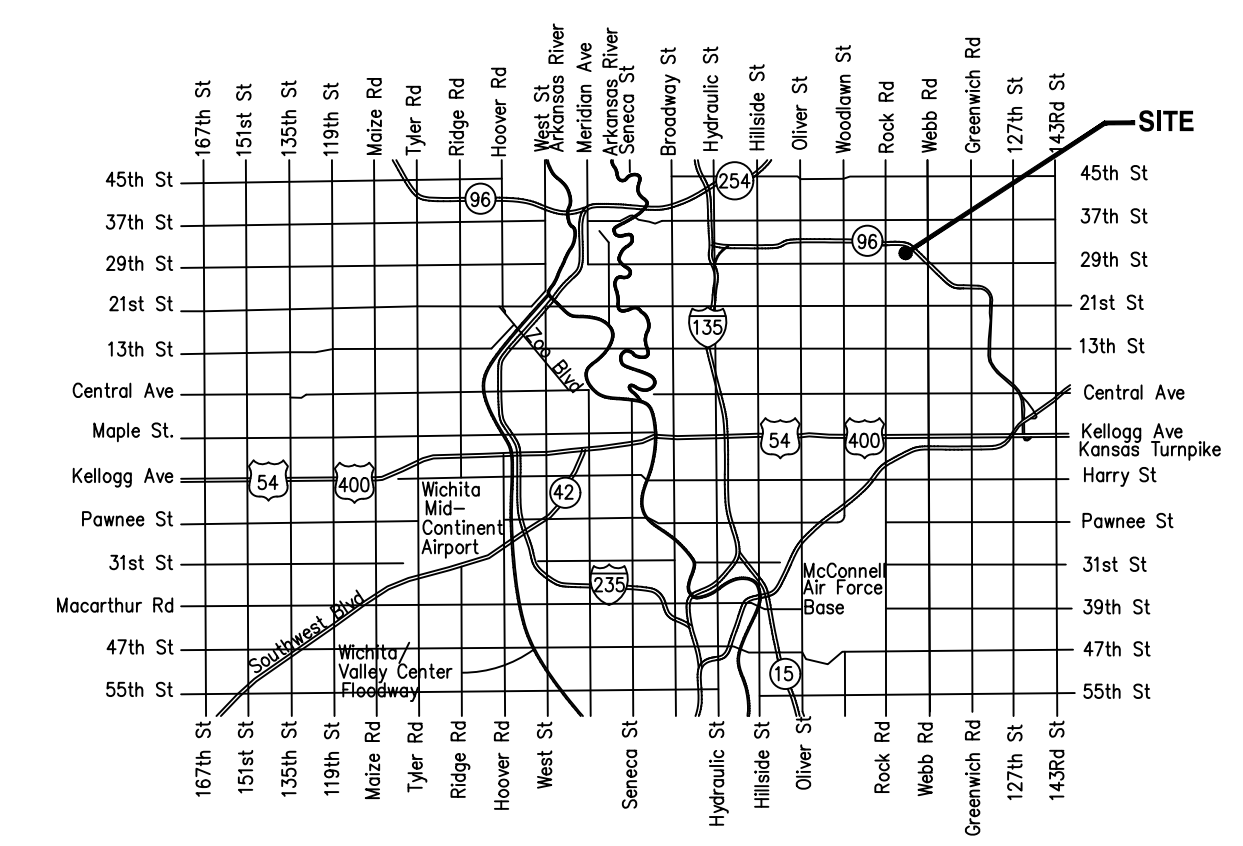 167th St
151st St
135th St
119th St
Maize Rd
Tyler Rd
Ridge Rd
Hoover Rd
West St
Arkansas River
Meridian Ave
Arkansas River
Seneca St
Broadway St
Hydraulic St
Hillside St
Oliver St
Woodlawn St
Rock Rd
Webb Rd
Greenwich Rd
127th St
143Rd St
SITE
45th St
96
254
45th St
37th St
37th St
96
29th St
29th St
21st St
21st St
135
13th St
Zoo Blvd
13th St
Central Ave
Central Ave
Maple St.
54
400
Kellogg Ave
Kansas Turnpike
Kellogg Ave
54
400
Harry St
Wichita
Mid-
Continent
Airport
42
Pawnee St
Pawnee St
31st St
31st St
235
McConnell
Air Force
Base
Macarthur Rd
39th St
Southwest Blvd
47th St
47th St
Wichita/
Valley Center
Floodway
15
55th St
55th St
167th St
151st St
135th St
119th St
Maize Rd
Tyler Rd
Ridge Rd
Hoover Rd
West St
Seneca St
Hydraulic St
Hillside St
Oliver St
Rock Rd
Webb Rd
Greenwich Rd
127th St
143Rd St